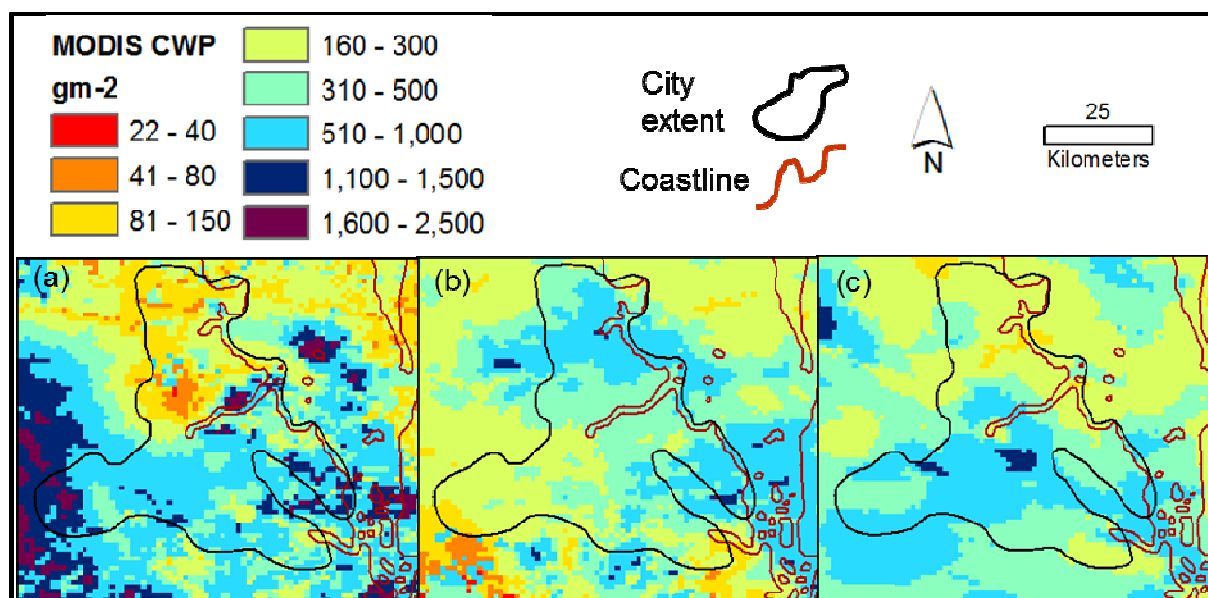 MODIS CWP
gm-2
22 - 40
41 - 80
81 - 150
160 - 300
310 - 500
510 - 1,000
1,100 - 1,500
1,600 - 2,500
City
extent
Coastline
N
25
Kilometers
(a)
(b)
(c)